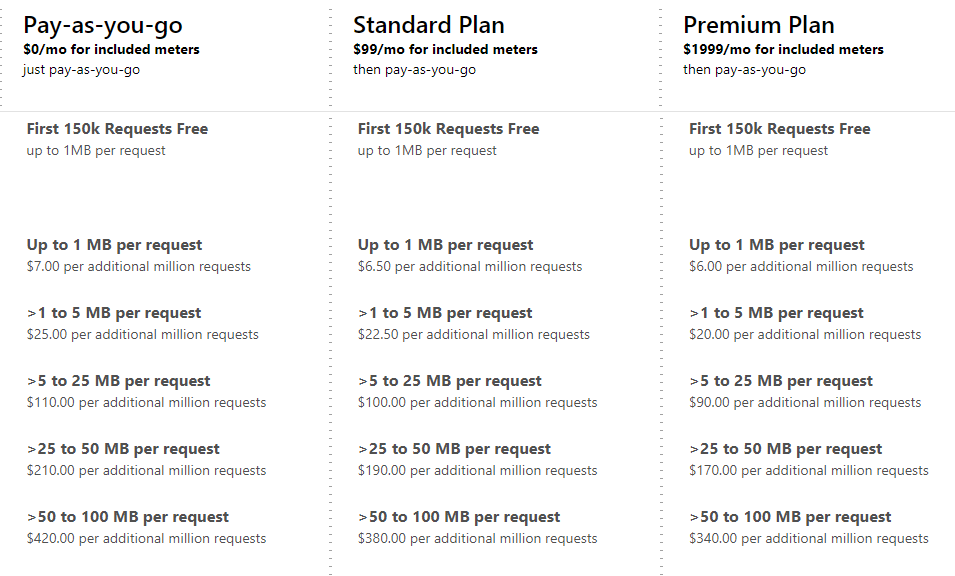 Pay-as-you-go
$0/mo for included meters
just pay-as-you-go
Standard Plan
$99/mo for included meters
then pay-as-you-go
Premium Plan
$1999/mo for included meters
then pay-as-you-go
First 150k Requests Free
up to 1MB per request
First 150k Requests Free
up to 1MB per request
First 150k Requests Free
up to 1MB per request
Up to 1 MB per request
$7.00 per additional million requests
Up to 1 MB per request
$6.50 per additional million requests
Up to 1 MB per request
$6.00 per additional million requests
>1 to 5 MB per request
$25.00 per additional million requests
>1 to 5 MB per request
$22.50 per additional million requests
>1 to 5 MB per request
$20.00 per additional million requests
>5 to 25 MB per request
$110.00 per additional million requests
>5 to 25 MB per request
$100.00 per additional million requests
>5 to 25 MB per request
$90.00 per additional million requests
>25 to 50 MB per request
$210.00 per additional million requests
>25 to 50 MB per request
$190.00 per additional million requests
>25 to 50 MB per request
$170.00 per additional million requests
>50 to 100 MB per request
$420.00 per additional million requests
>50 to 100 MB per request
$380.00 per additional million requests
>50 to 100 MB per request
$340.00 per additional million requests